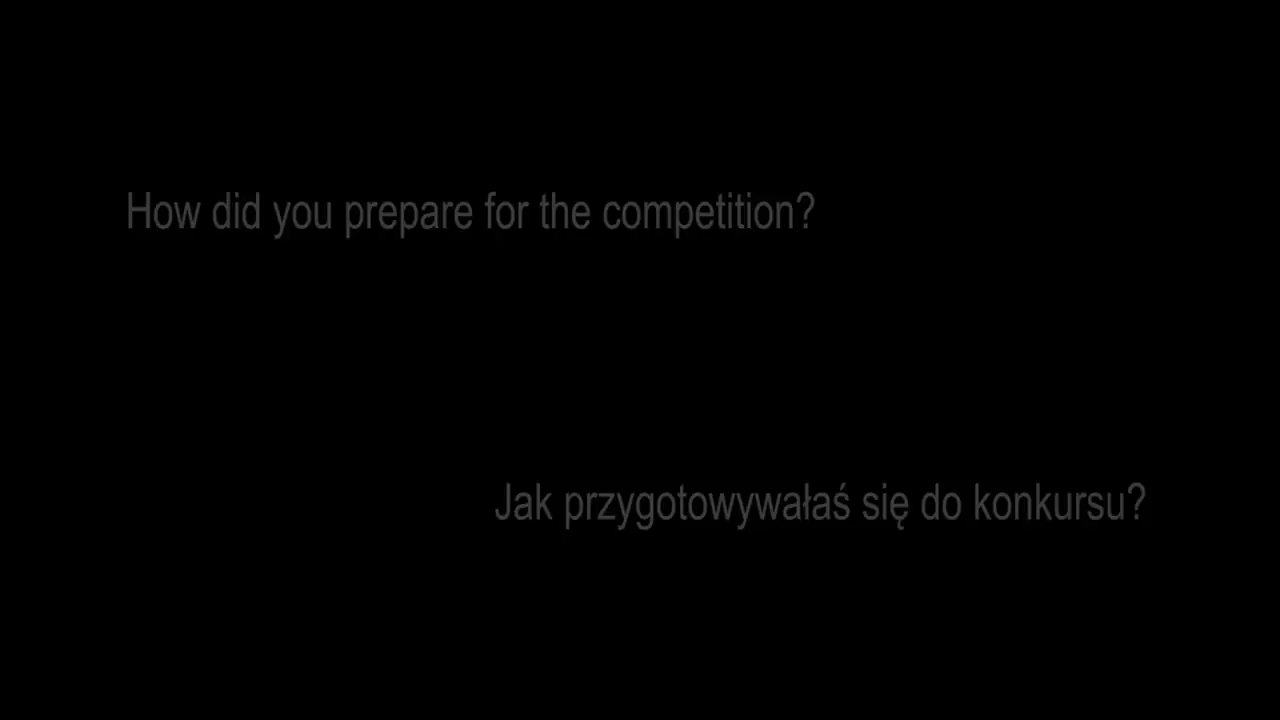 How did you prepare for the competition?
Jak przygotowywałaś się do konkursu?